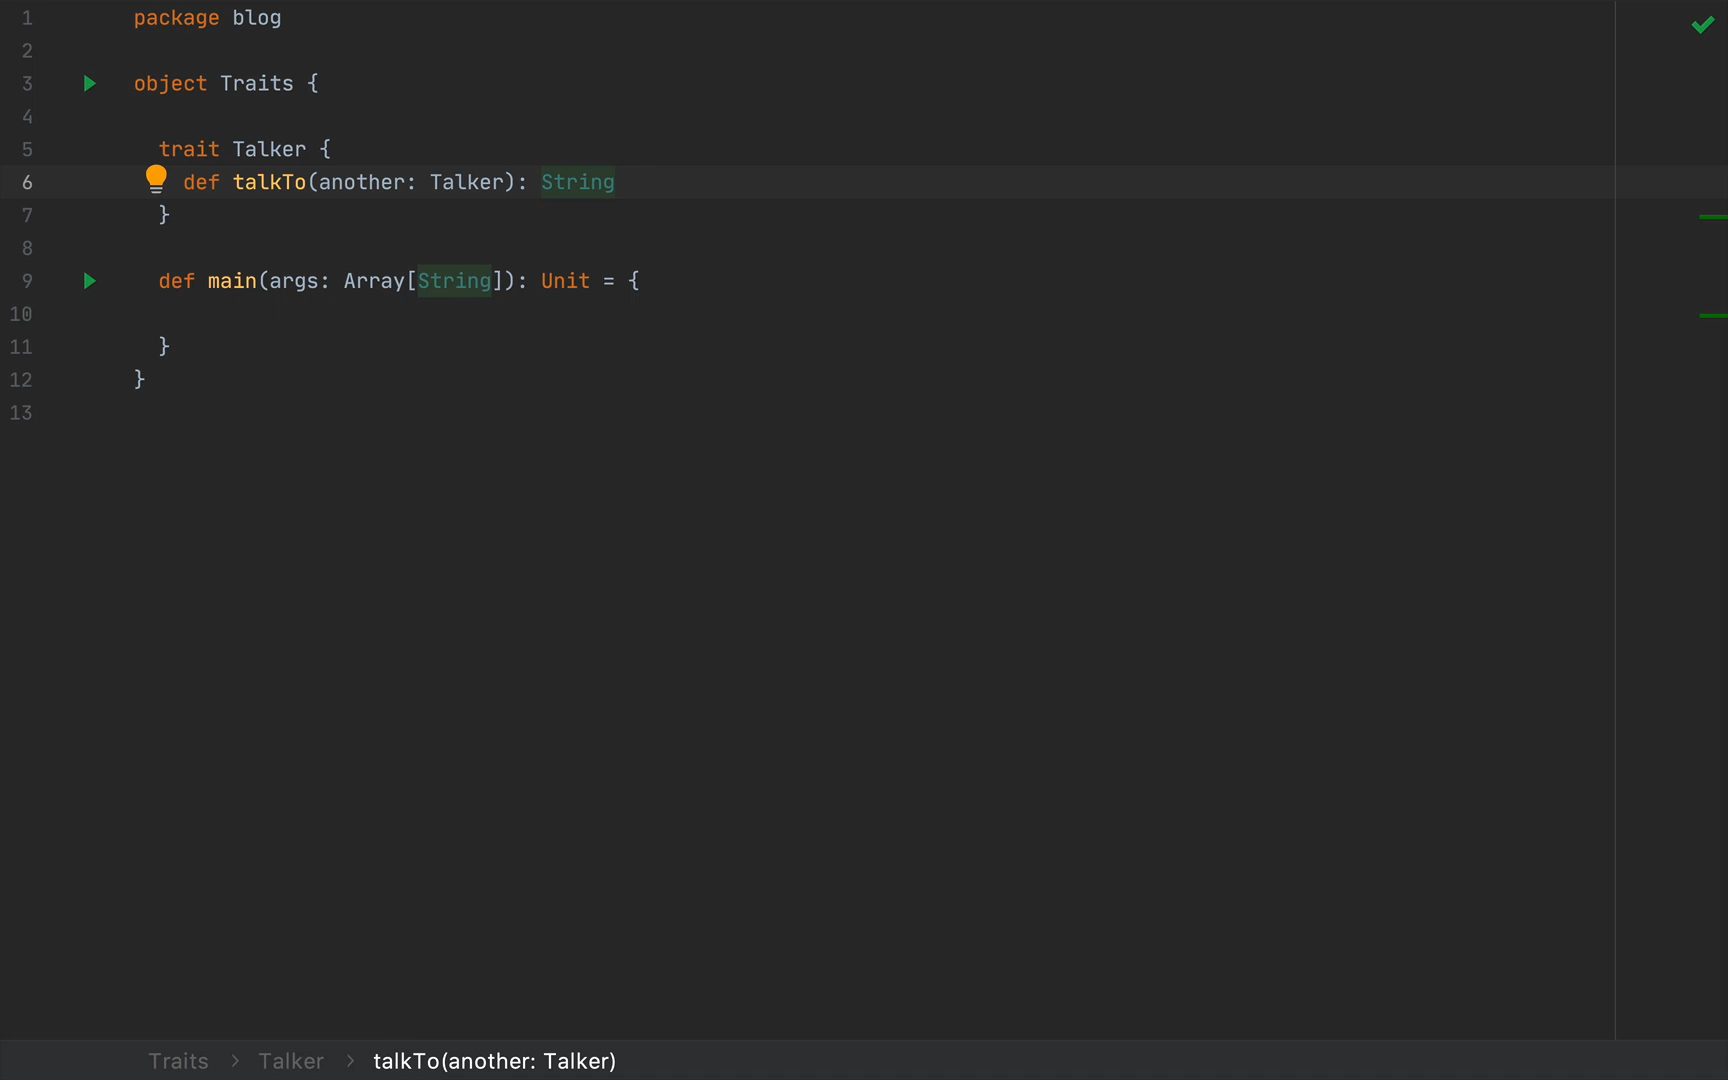 1 package blog
2
3 object Traits {
4
5 trait Talker {
6 def talkTo(another: Talker): String
7 }
8
9 def main(args: Array[String]): Unit = {
10
11 }
12 }
13
Traits > Talker > talkTo(another: Talker)